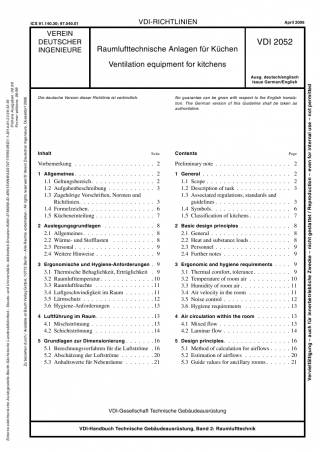 ICS 91.140.30; 97.040.01
VDI-RICHTLINIEN
April 2006
VEREIN
DEUTSCHER
INGENIEURE
Raumlufttechnische Anlagen für Küchen
Ventilation equipment for kitchens
VDI 2052
Ausg. deutsch/englisch
Issue German/English
Die deutsche Version dieser Richtlinie ist verbindlich.
No guarantee can be given with respect to the English transla-
tion. The German version of this Guideline shall be taken as
authoritative.
Inhalt Seite
Vorbemerkung . . . 2
1 Allgemeines . . . 2
1.1 Geltungsbereich . . . 2
1.2 Aufgabenbeschreibung . . . 3
1.3 Zugehörige Vorschriften, Normen und
Richtlinien . . . 3
1.4 Formelzeichen . . . 6
1.5 Kücheneinteilung . . . 7
2 Auslegungsgrundlagen . . . 8
2.1 Allgemeines . . . 8
2.2 Wärme- und Stofflasten . . . 8
2.3 Personal . . . 9
2.4 Weitere Hinweise . . . 9
3 Ergonomische und Hygiene-Anforderungen . 9
3.1 Thermische Behaglichkeit, Erträglichkeit . 9
3.2 Raumtemperaturen . . . 10
3.3 Raumluftfeuchten . . . 11
3.4 Luftgeschwindigkeit im Raum . . . 11
3.5 Lärmschutz . . . 12
3.6 Hygiene-Anforderungen . . . 13
4 Luftführung im Raum . . . 13
4.1 Mischströmung . . . 13
4.2 Schichtströmung . . . 14
5 Grundlagen zur Dimensionierung . . . 16
5.1 Berechnungsverfahren für die Luftströme . 16
5.2 Abschätzung der Luftströme . . . 20
5.3 Anhaltswerte für Nebenräume . . . 21
Contents Page
Preliminary note . . . 2
1 General . . . 2
1.1 Scope . . . 2
1.2 Description of task . . . 3
1.3 Associated regulations, standards and
guidelines . . . 3
1.4 Symbols . . . 6
1.5 Classification of kitchens . . . 7
2 Basic design principles . . . 8
2.1 General . . . 8
2.2 Heat and substance loads . . . 8
2.3 Personnel . . . 9
2.4 Further notes . . . 9
3 Ergonomic and hygiene requirements . . . 9
3.1 Thermal comfort, tolerance . . . 9
3.2 Temperature of room air . . . 10
3.3 Humidity of room air . . . 11
3.4 Air velocity in the room . . . 11
3.5 Noise control . . . 12
3.6 Hygiene requirements . . . 13
4 Air circulation within the room . . . 13
4.1 Mixed flow . . . 13
4.2 Laminar flow . . . 14
5 Design principles . . . 16
5.1 Method of calculation for airflows . . . 16
5.2 Estimation of airflows . . . 20
5.3 Guide values for ancillary rooms . . . 21
VDI-Gesellschaft Technische Gebäudeausrüstung
VDI-Handbuch Technische Gebäudeausrüstung, Band 2: Raumlufttechnik
Vervielfältigung – auch für innerbetriebliche Zwecke – nicht gestattet / Reproduction – even for internal use – not permitted